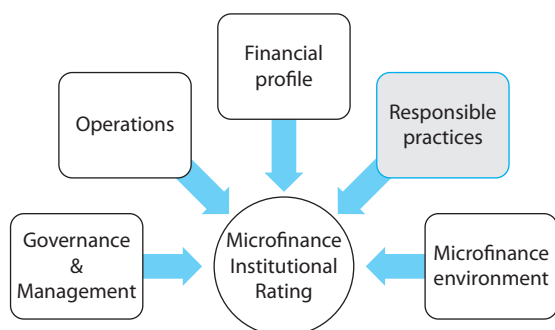 Financial
profile
Operations
Responsible
practices
Governance
&
Management
Microfinance
Institutional
Rating
Microfinance
environment